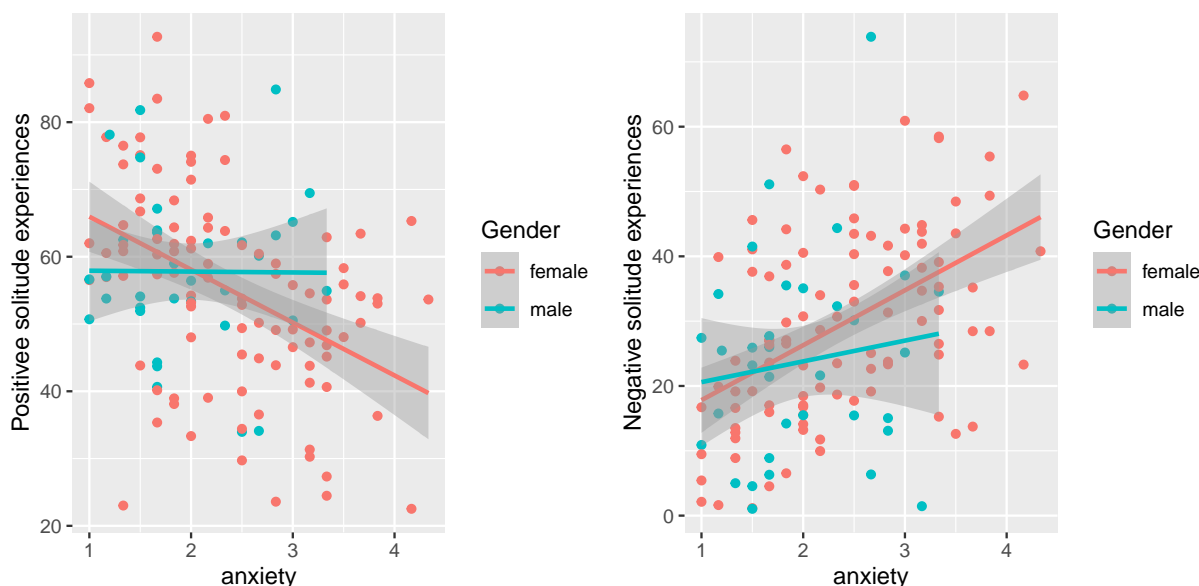 Positivee solitude experiences
80
60
40
20
1 2 3 4
anxiety
Gender
female
male
Negative solitude experiences
60
40
20
0
1 2 3 4
anxiety
Gender
female
male